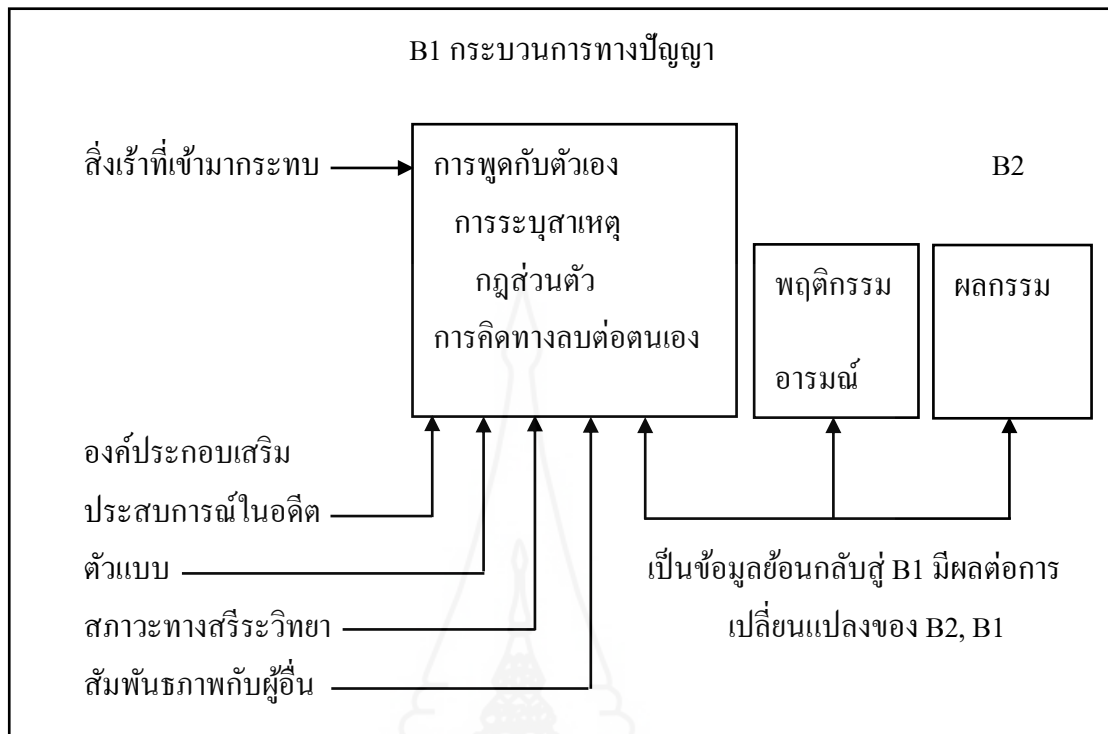 B1 กระบวนการทางปัญญา
สิ่งเร้าที่เข้ามากระทบ
การพูดกับตัวเอง
การระบุสาเหตุ
กฎส่วนตัว
การคิดทางลบต่อตนเอง
B2
พฤติกรรม
อารมณ์
ผลกรรม
องค์ประกอบเสริม
ประสบการณ์ในอดีต
ตัวแบบ
สภาวะทางสรีระวิทยา
สัมพันธภาพกับผู้อื่น
เป็นข้อมูลย้อนกลับสู่ B1 มีผลต่อการ
เปลี่ยนแปลงของ B2, B1